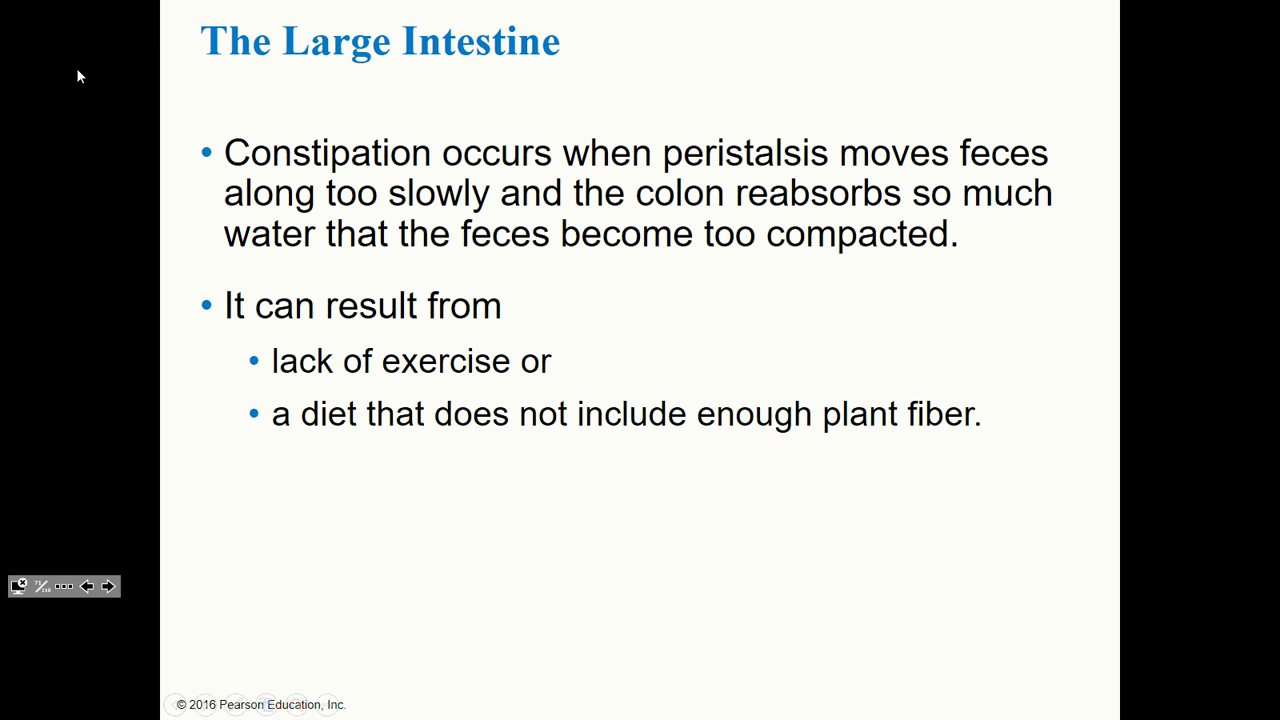 The Large Intestine
• Constipation occurs when peristalsis moves feces
along too slowly and the colon reabsorbs so much
water that the feces become too compacted.
• It can result from
• lack of exercise or
• a diet that does not include enough plant fiber.
71/118
© 2016 Pearson Education, Inc.